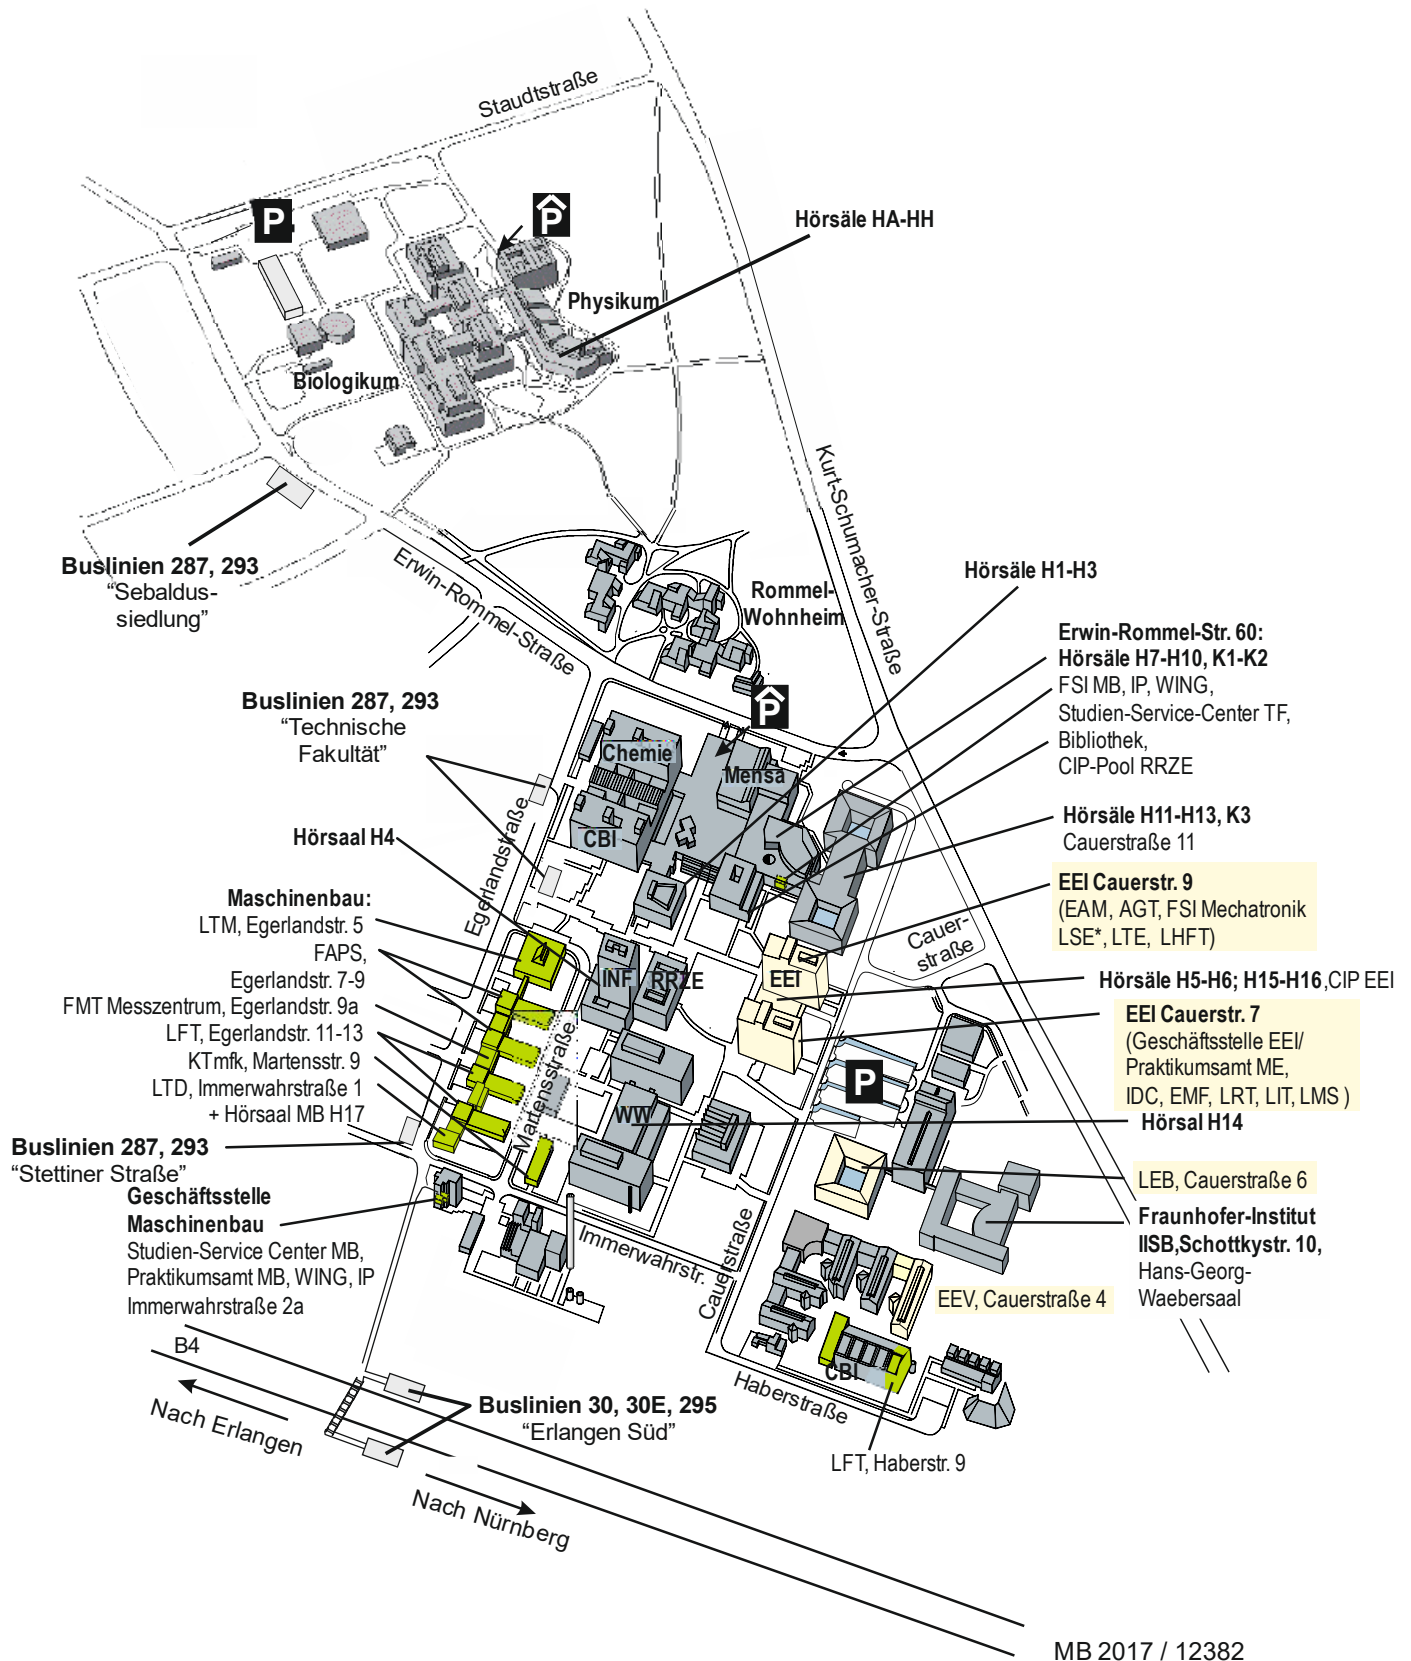 Staudtstraße
P
P
Hörsäle HA-HH
Physikum
Biologikum
Kurt-Schumacher-Straße
Buslinien 287, 293
“Sebaldus-
siedlung”
Erwin-Rommel-Straße
Rommel-
Wohnheim
Hörsäle H1-H3
Erwin-Rommel-Str. 60:
Hörsäle H7-H10, K1-K2
FSI MB, IP, WING,
Studien-Service-Center TF,
Bibliothek,
CIP-Pool RRZE
Buslinien 287, 293
“Technische
Fakultät”
P
Chemie
Mensa
CBI
Hörsaal H4
Egerlandstraße
Hörsäle H11-H13, K3
Cauerstraße 11
EEI Cauerstr. 9
(EAM, AGT, FSI Mechatronik
LSE*, LTE, LHFT)
Cauer-
straße
Maschinenbau:
LTM, Egerlandstr. 5
FAPS,
Egerlandstr. 7-9
FMT Messzentrum, Egerlandstr. 9a
LFT, Egerlandstr. 11-13
KTmfk, Martensstr. 9
LTD, Immerwahrstraße 1
+ Hörsaal MB H17
INF
RRZE
EEI
Hörsäle H5-H6; H15-H16,CIP EEI
EEI Cauerstr. 7
(Geschäftsstelle EEI/
Praktikumsamt ME,
IDC, EMF, LRT, LIT, LMS )
Hörsal H14
P
Martensstraße
WW
Buslinien 287, 293
“Stettiner Straße”
LEB, Cauerstraße 6
Geschäftsstelle
Maschinenbau
Studien-Service Center MB,
Praktikumsamt MB, WING, IP
Immerwahrstraße 2a
Immerwahrstr.
Cauerstraße
Fraunhofer-Institut
IISB,Schottkystr. 10,
Hans-Georg-
Waebersaal
EEV, Cauerstraße 4
B4
CBI
Haberstraße
Nach Erlangen
Buslinien 30, 30E, 295
“Erlangen Süd”
LFT, Haberstr. 9
Nach Nürnberg
MB 2017 / 12382